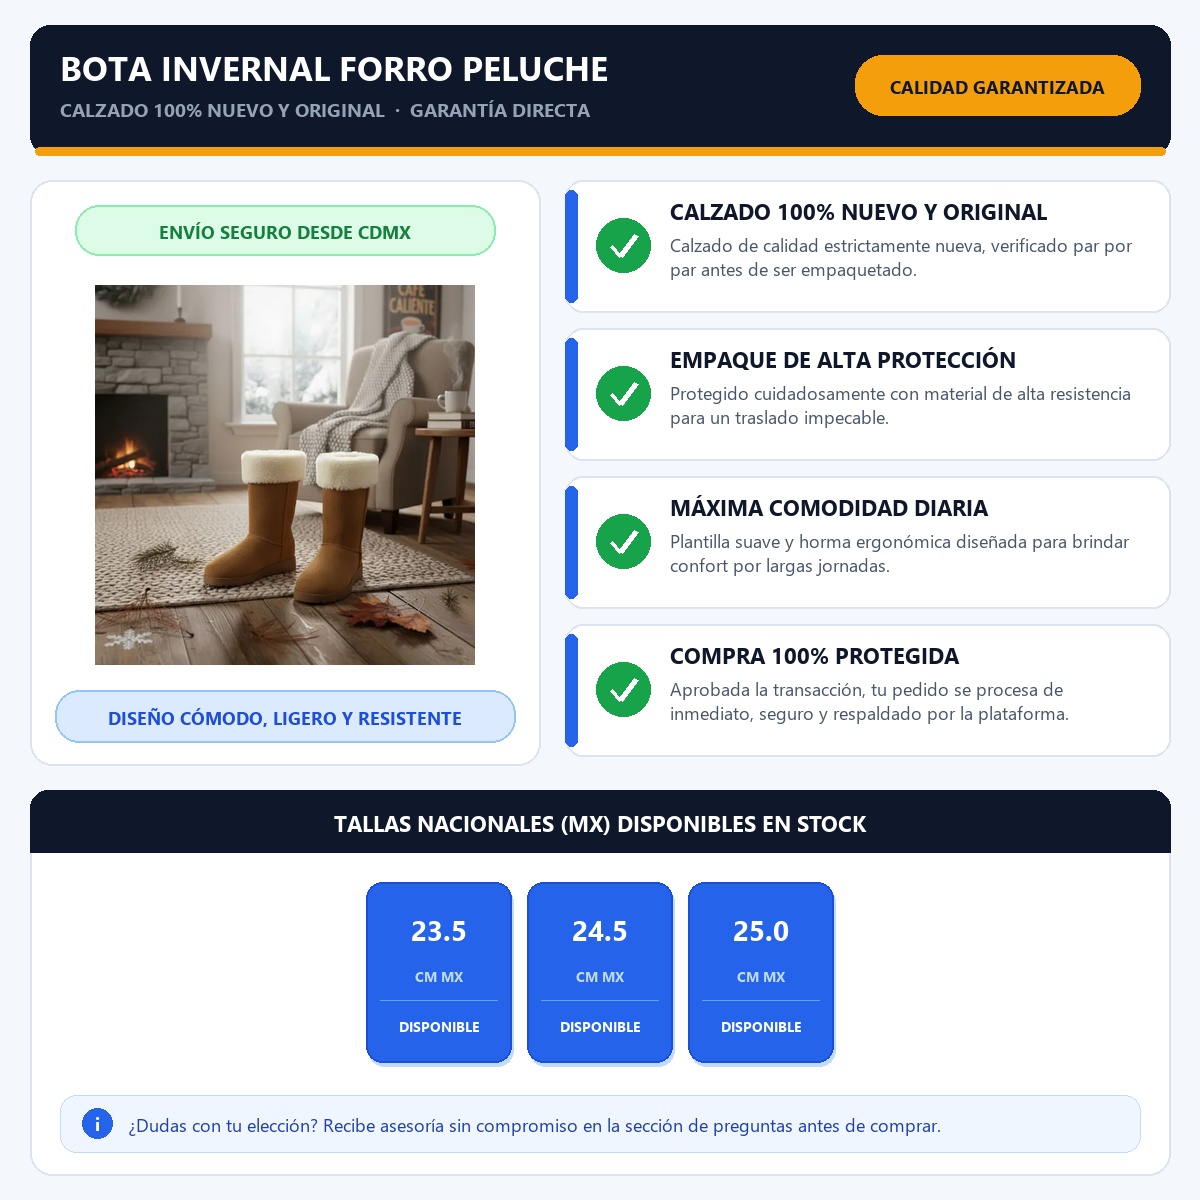 BOTA INVERNAL FORRO PELUCHE
CALZADO 100% NUEVO Y ORIGINAL · GARANTÍA DIRECTA
CALIDAD GARANTIZADA
ENVÍO SEGURO DESDE CDMX
CAFÉ
CALIENTE
DISEÑO CÓMODO, LIGERO Y RESISTENTE
CALZADO 100% NUEVO Y ORIGINAL
Calzado de calidad estrictamente nueva, verificado par por
par antes de ser empaquetado.
EMPAQUE DE ALTA PROTECCIÓN
Protegido cuidadosamente con material de alta resistencia
para un traslado impecable.
MÁXIMA COMODIDAD DIARIA
Plantilla suave y horma ergonómica diseñada para brindar
confort por largas jornadas.
COMPRA 100% PROTEGIDA
Aprobada la transacción, tu pedido se procesa de
inmediato, seguro y respaldado por la plataforma.
TALLAS NACIONALES (MX) DISPONIBLES EN STOCK
23.5
CM MX
DISPONIBLE
24.5
CM MX
DISPONIBLE
25.0
CM MX
DISPONIBLE
¿Dudas con tu elección? Recibe asesoría sin compromiso en la sección de preguntas antes de comprar.